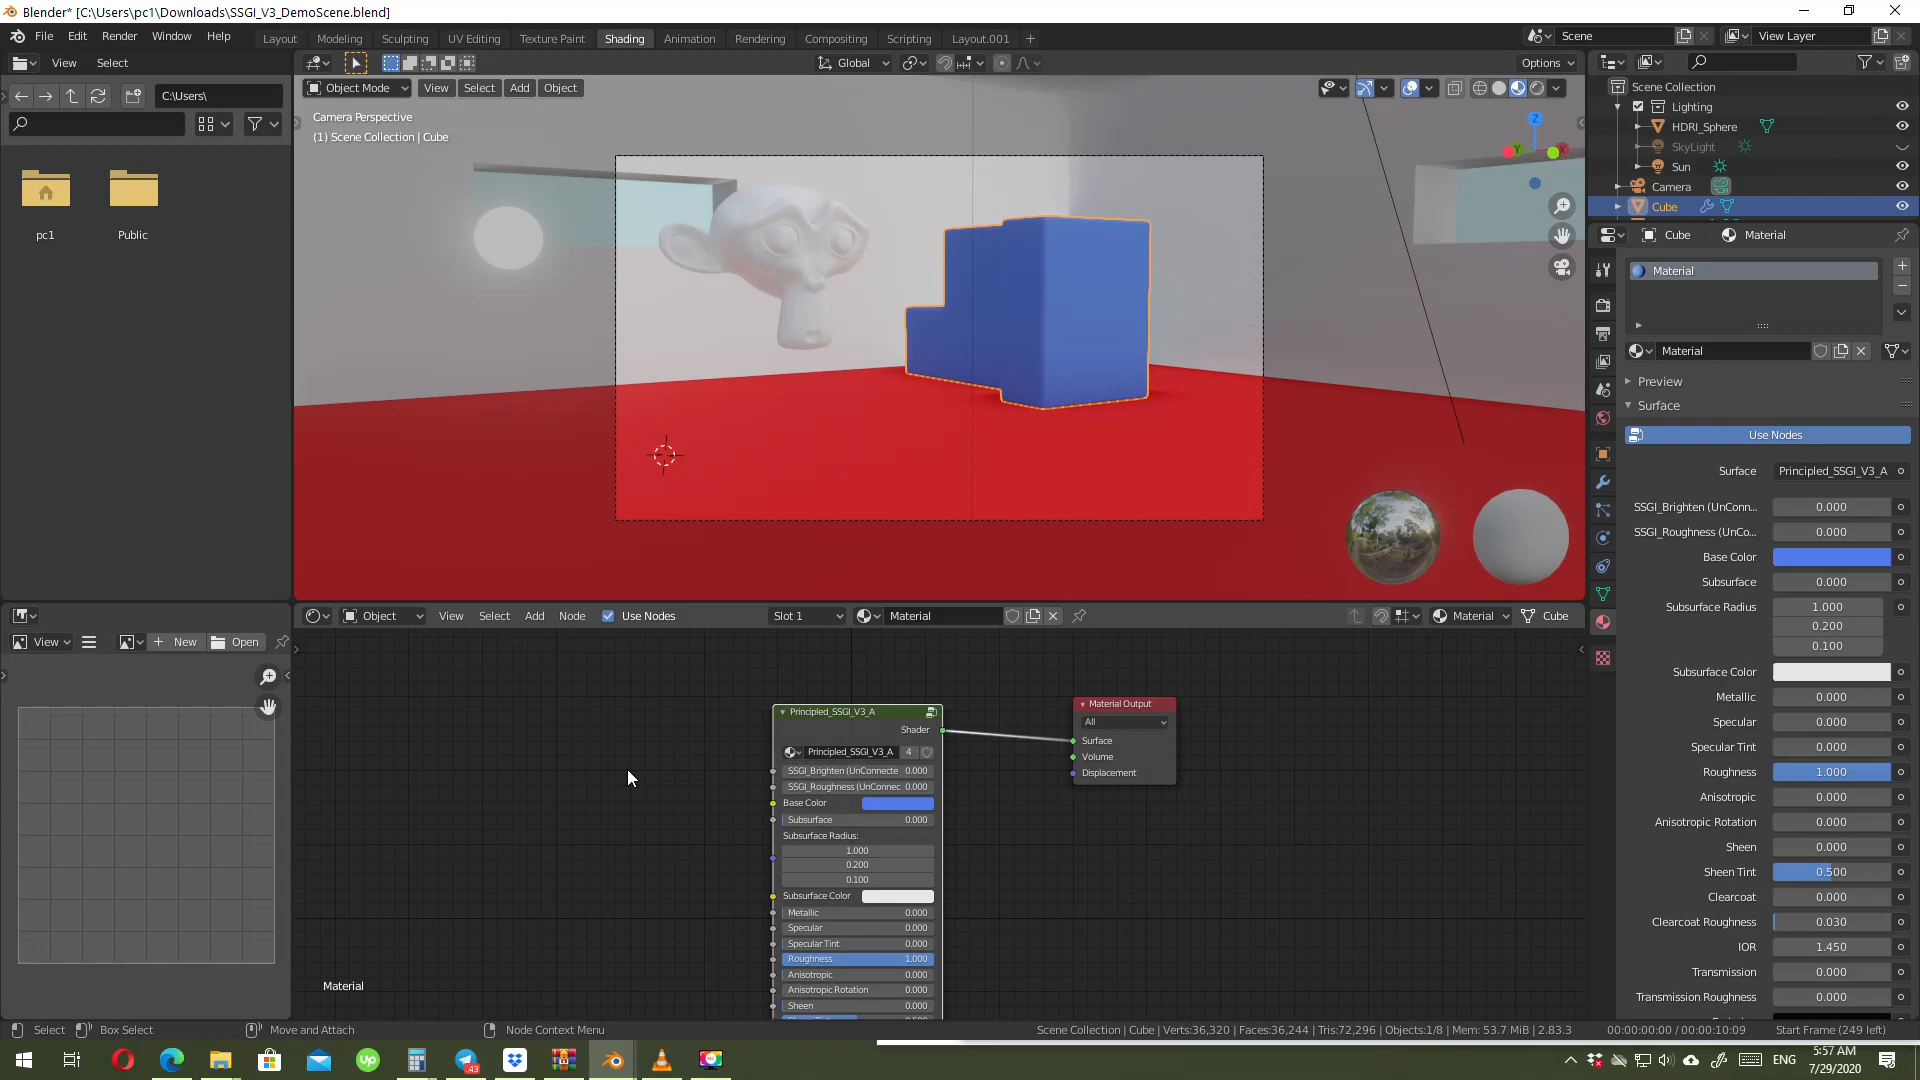 Blender* [C:\Users\pc1\Downloads\SSGI_V3_DemoScene.blend]
File Edit Render Window Help
Layout Modeling Sculpting UV Editing Texture Paint Shading Animation Rendering Compositing Scripting Layout.001 +
Scene
View Layer
View Select
Global
Options
C:\Users\
Object Mode View Select Add Object
Camera Perspective
(1) Scene Collection | Cube
Z
Y
X
pc1
Public
Scene Collection
Lighting
HDRI_Sphere
SkyLight
Sun
Camera
Cube
Cube Material
Material
Material
Preview
Surface
Use Nodes
Surface Principled_SSGI_V3_A
SSGI_Brighten (UnConn... 0.000
SSGI_Roughness (UnCo... 0.000
Base Color
Subsurface 0.000
Subsurface Radius 1.000
0.200
0.100
Subsurface Color
Metallic 0.000
Specular 0.000
Specular Tint 0.000
Roughness 1.000
Anisotropic 0.000
Anisotropic Rotation 0.000
Sheen 0.000
Sheen Tint 0.500
Clearcoat 0.000
Clearcoat Roughness 0.030
IOR 1.450
Transmission 0.000
Transmission Roughness 0.000
View New Open
Object View Select Add Node Use Nodes Slot 1 Material Material Cube
Principled_SSGI_V3_A
Shader
Principled_SSGI_V3_A 4
SSGI_Brighten (UnConnecte 0.000
SSGI_Roughness (UnConnec 0.000
Base Color
Subsurface 0.000
Subsurface Radius:
1.000
0.200
0.100
Subsurface Color
Metallic 0.000
Specular 0.000
Specular Tint 0.000
Roughness 1.000
Anisotropic 0.000
Anisotropic Rotation 0.000
Sheen 0.000
Material Output
All
Surface
Volume
Displacement
Material
Select Box Select Move and Attach Node Context Menu
Scene Collection | Cube | Verts:36,320 | Faces:36,244 | Tris:72,296 | Objects:1/8 | Mem: 53.7 MiB | 2.83.3 00:00:00:00 / 00:00:10:09 Start Frame (249 left)
Up
43
ENG
5:57 AM
7/29/2020